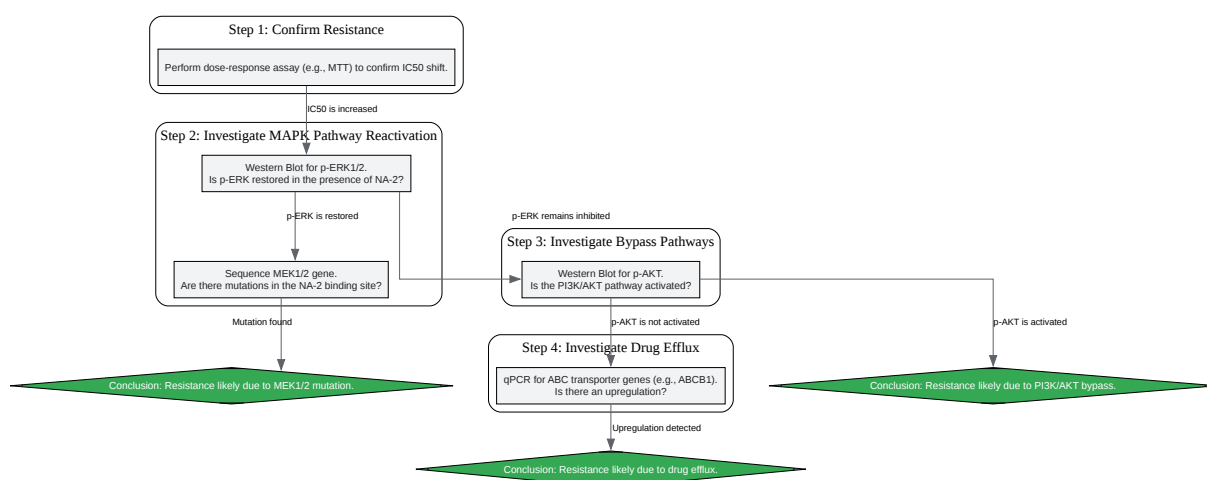 Step 1: Confirm Resistance
Perform dose-response assay (e.g., MTT) to confirm IC50 shift.
IC50 is increased
Step 2: Investigate MAPK Pathway Reactivation
Western Blot for p-ERK1/2.
Is p-ERK restored in the presence of NA-2?
p-ERK is restored
p-ERK remains inhibited
Step 3: Investigate Bypass Pathways
Sequence MEK1/2 gene.
Are there mutations in the NA-2 binding site?
Western Blot for p-AKT.
Is the PI3K/AKT pathway activated?
Mutation found
p-AKT is not activated
p-AKT is activated
Step 4: Investigate Drug Efflux
Conclusion: Resistance likely due to MEK1/2 mutation.
qPCR for ABC transporter genes (e.g., ABCB1).
Is there an upregulation?
Conclusion: Resistance likely due to PI3K/AKT bypass.
Upregulation detected
Conclusion: Resistance likely due to drug efflux.